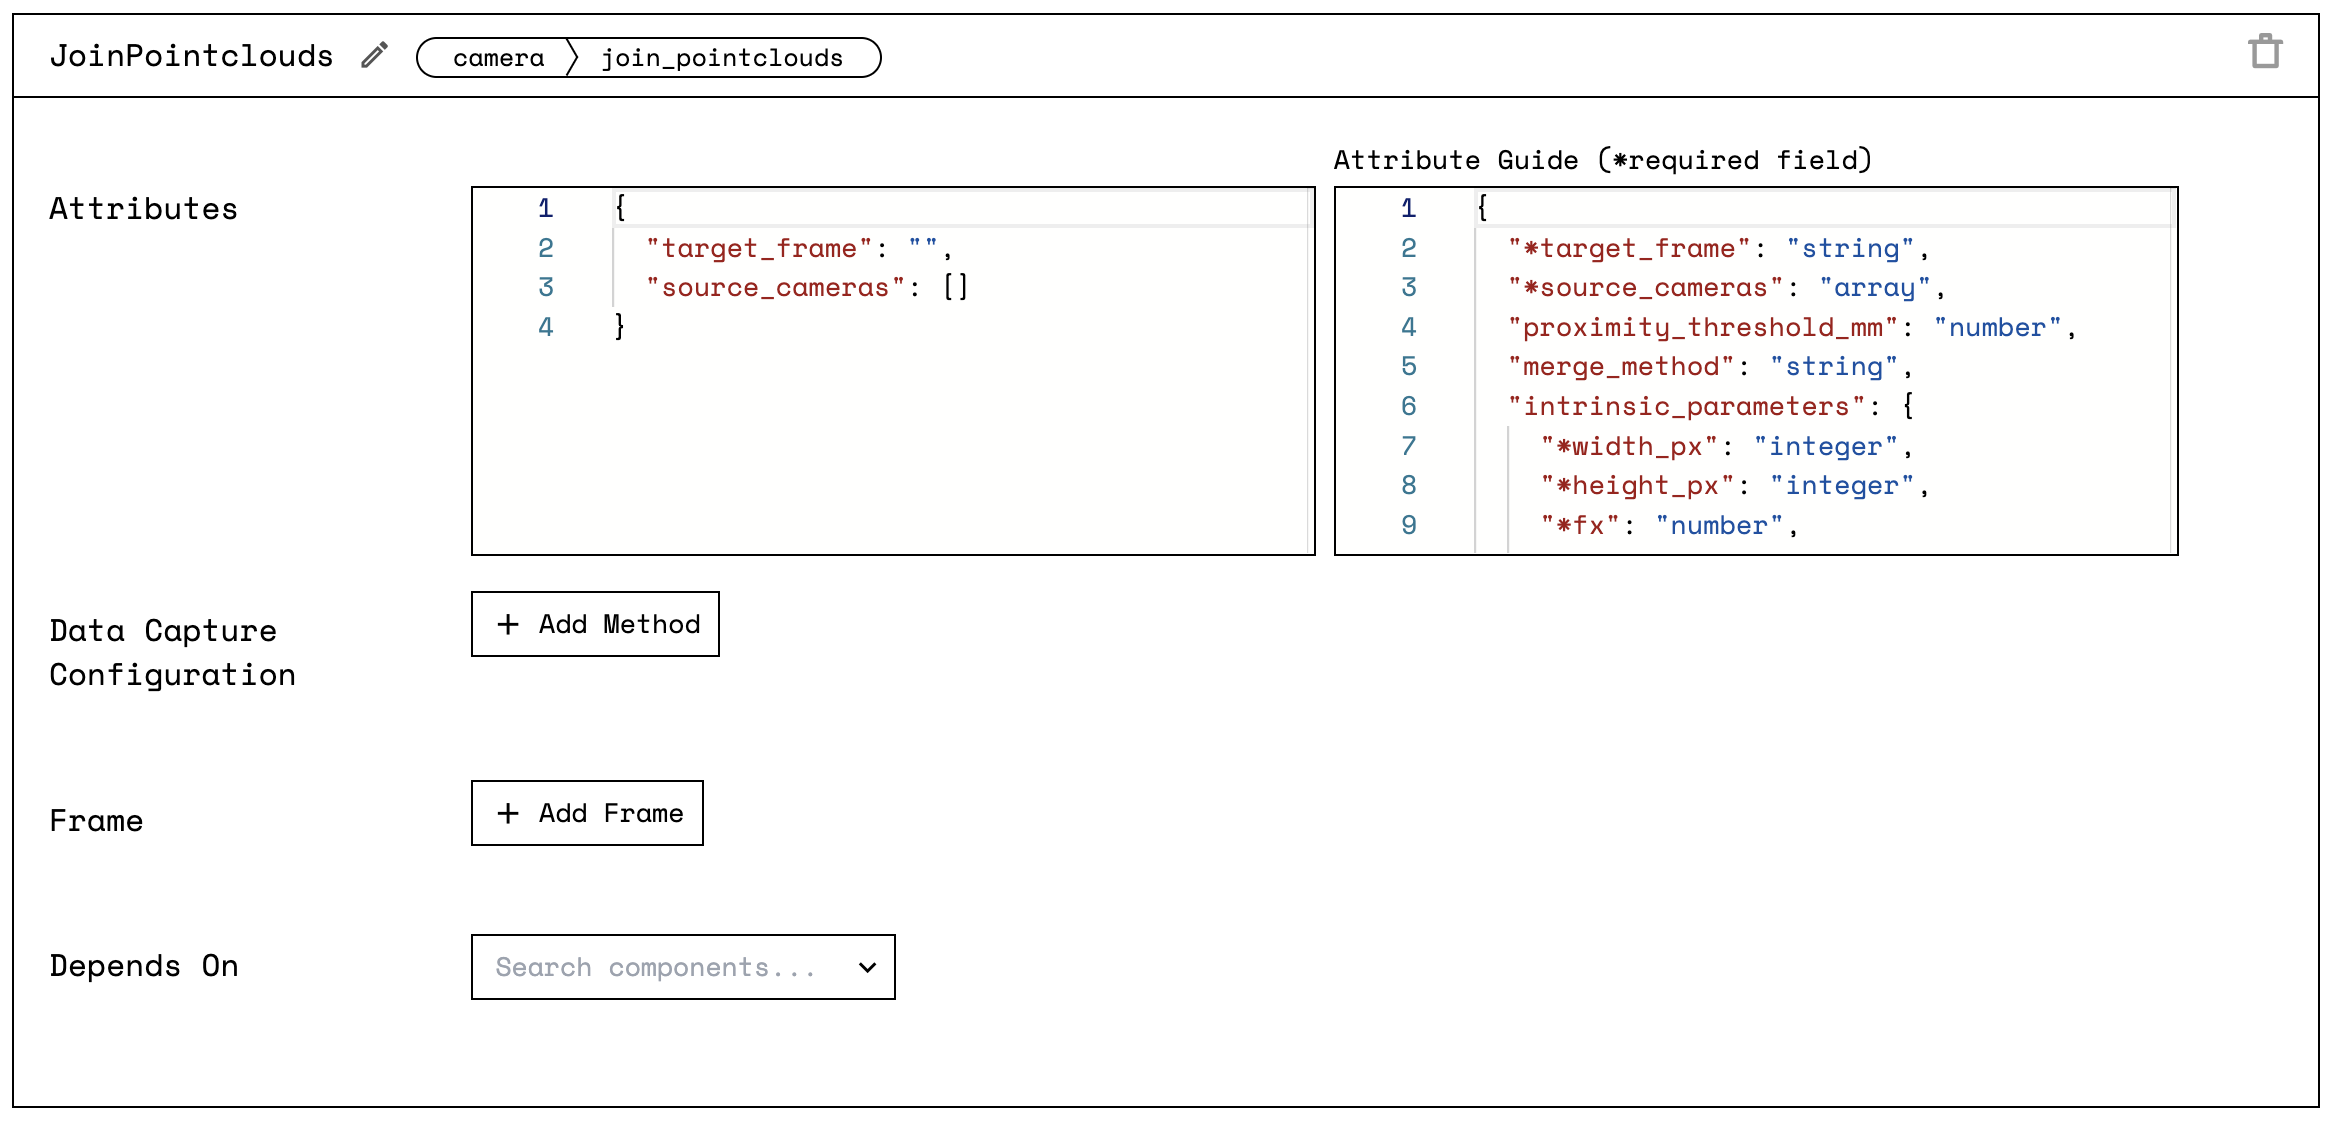 JoinPointclouds camera join_pointclouds
Attribute Guide (*required field)
Attributes
1 {
2 "target_frame": "",
3 "source_cameras": []
4 }
1 {
2 "*target_frame": "string",
3 "*source_cameras": "array",
4 "proximity_threshold_mm": "number",
5 "merge_method": "string",
6 "intrinsic_parameters": {
7 "*width_px": "integer",
8 "*height_px": "integer",
9 "*fx": "number",
Data Capture
Configuration
+ Add Method
Frame
+ Add Frame
Depends On
Search components...